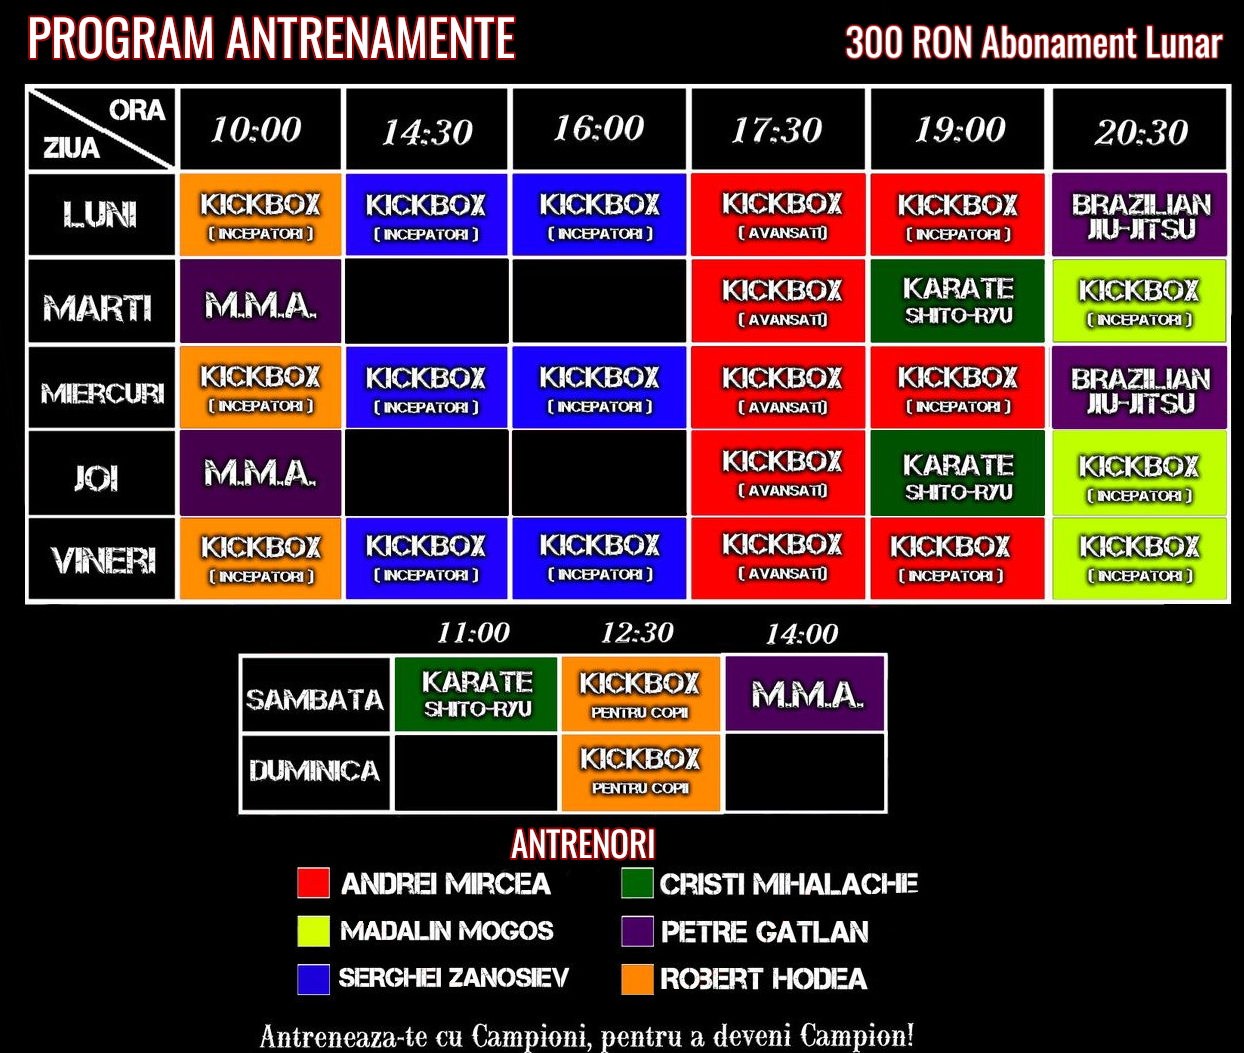 PROGRAM ANTRENAMENTE
300 RON Abonament Lunar
ORA
ZIUA
10:00
14:30
16:00
17:30
19:00
20:30
LUNI
KICKBOX
( INCEPATORI )
KICKBOX
( INCEPATORI )
KICKBOX
( INCEPATORI )
KICKBOX
( AVANSATI)
KICKBOX
( INCEPATORI )
BRAZILIAN
JIU-JITSU
MARTI
M.M.A.
KICKBOX
( AVANSATI)
KARATE
SHITO-RYU
KICKBOX
( INCEPATORI )
MIERCURI
KICKBOX
( INCEPATORI )
KICKBOX
( INCEPATORI )
KICKBOX
( INCEPATORI )
KICKBOX
( AVANSATI)
KICKBOX
( INCEPATORI )
BRAZILIAN
JIU-JITSU
JOI
M.M.A.
KICKBOX
( AVANSATI)
KARATE
SHITO-RYU
KICKBOX
( INCEPATORI )
VINERI
KICKBOX
( INCEPATORI )
KICKBOX
( INCEPATORI )
KICKBOX
( INCEPATORI )
KICKBOX
( AVANSATI)
KICKBOX
( INCEPATORI )
KICKBOX
( INCEPATORI )
11:00
12:30
14:00
SAMBATA
KARATE
SHITO-RYU
KICKBOX
PENTRU COPII
M.M.A.
DUMINICA
KICKBOX
PENTRU COPII
ANTRENORI
ANDREI MIRCEA
CRISTI MIHALACHE
MADALIN MOGOS
PETRE GATLAN
SERGHEI ZANOSIEV
ROBERT HODEA
Antreneaza-te cu Campioni, pentru a deveni Campion!